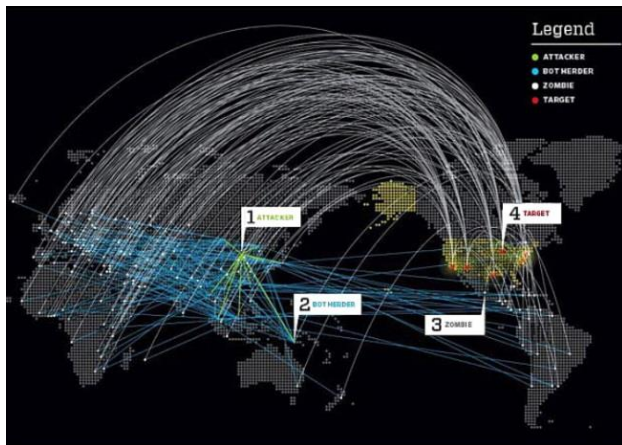 Legend
ATTACKER
BOT HERDER
ZOMBIE
TARGET
1 ATTACKER
4 TARGET
2 BOT HERDER
3 ZOMBIE